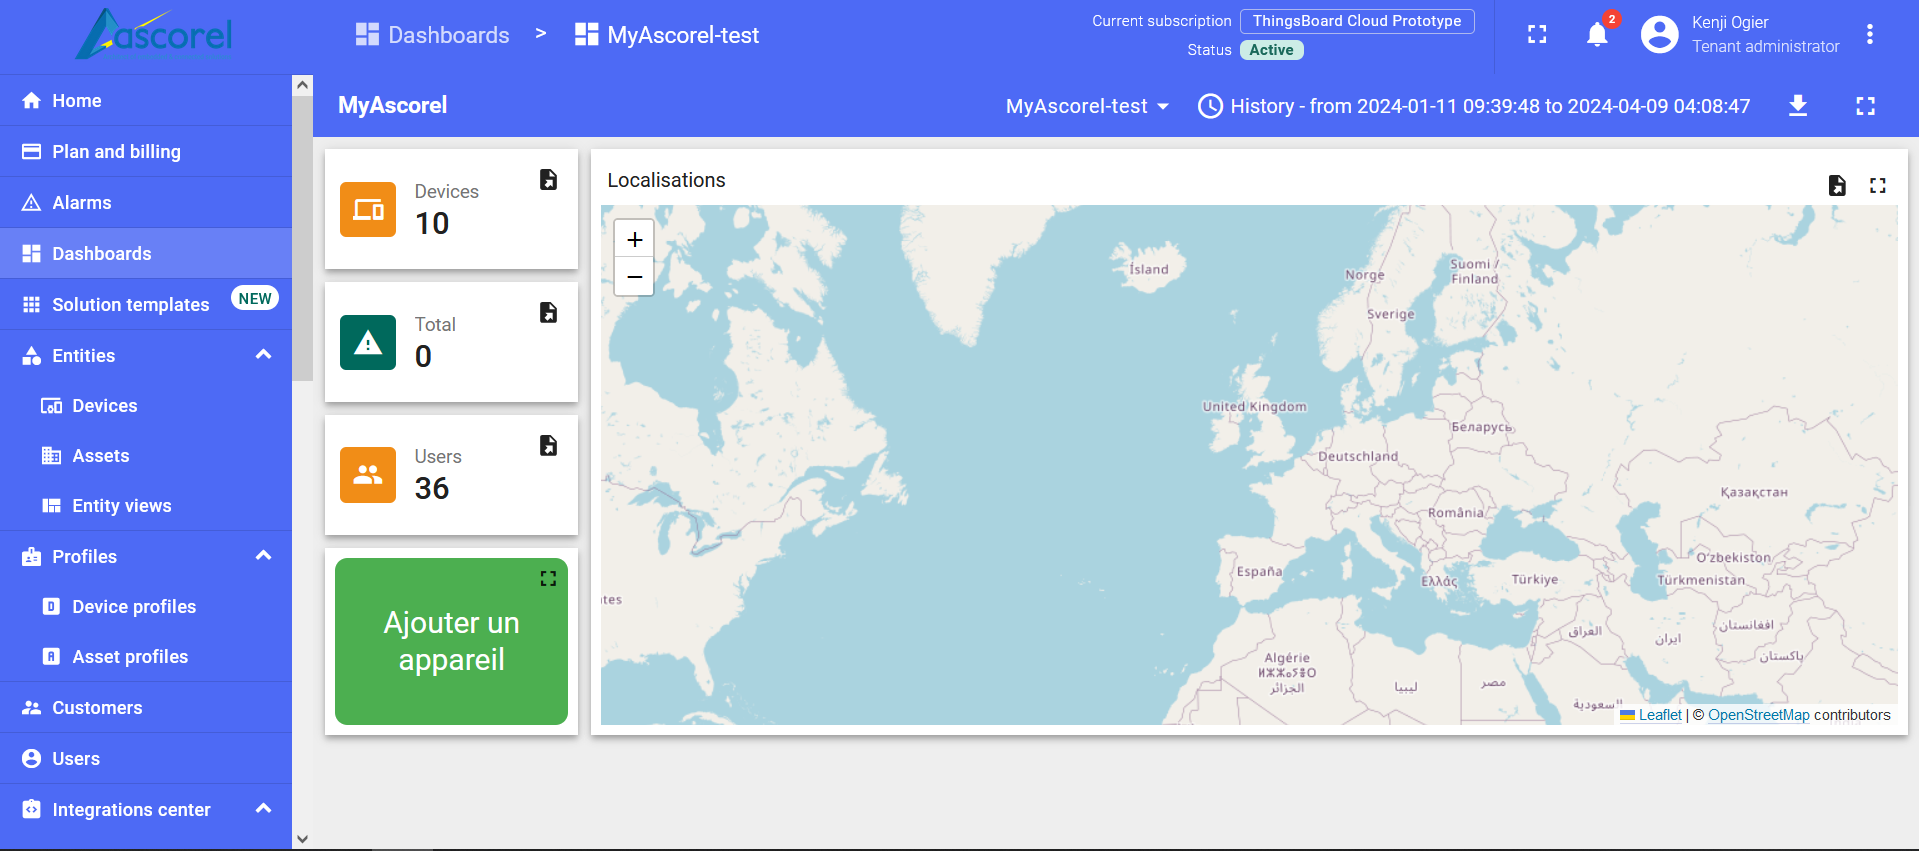 ascorel
Dashboards > MyAscorel-test
Current subscription ThingsBoard Cloud Prototype
Status Active
2
Kenji Ogier
Tenant administrator
Home
Plan and billing
Alarms
Dashboards
Solution templates NEW
Entities
Devices
Assets
Entity views
Profiles
Device profiles
Asset profiles
Customers
Users
Integrations center
MyAscorel
MyAscorel-test
History - from 2024-01-11 09:39:48 to 2024-04-09 04:08:47
Devices
10
Total
0
Users
36
Ajouter un
appareil
Localisations
+
−
Ísland
Norge
Suomi /
Finland
Sverige
United Kingdom
Беларусь
Deutschland
Қазақстан
România
España
Ελλάς
Türkiye
Oʻzbekiston
Türkmenistan
tes
العراق
ایران
افغانستان
پاکستان
Algérie
ⵍⵣⵣⴰⵢⴻⵔ
الجزائر
ليبيا
مصر
السعودية
Leaflet | © OpenStreetMap contributors